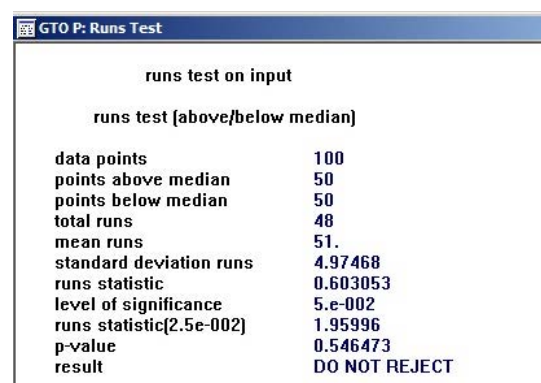 GTO P: Runs Test
runs test on input
runs test (above/below median)
data points 100
points above median 50
points below median 50
total runs 48
mean runs 51.
standard deviation runs 4.97468
runs statistic 0.603053
level of significance 5.e-002
runs statistic(2.5e-002) 1.95996
p-value 0.546473
result DO NOT REJECT